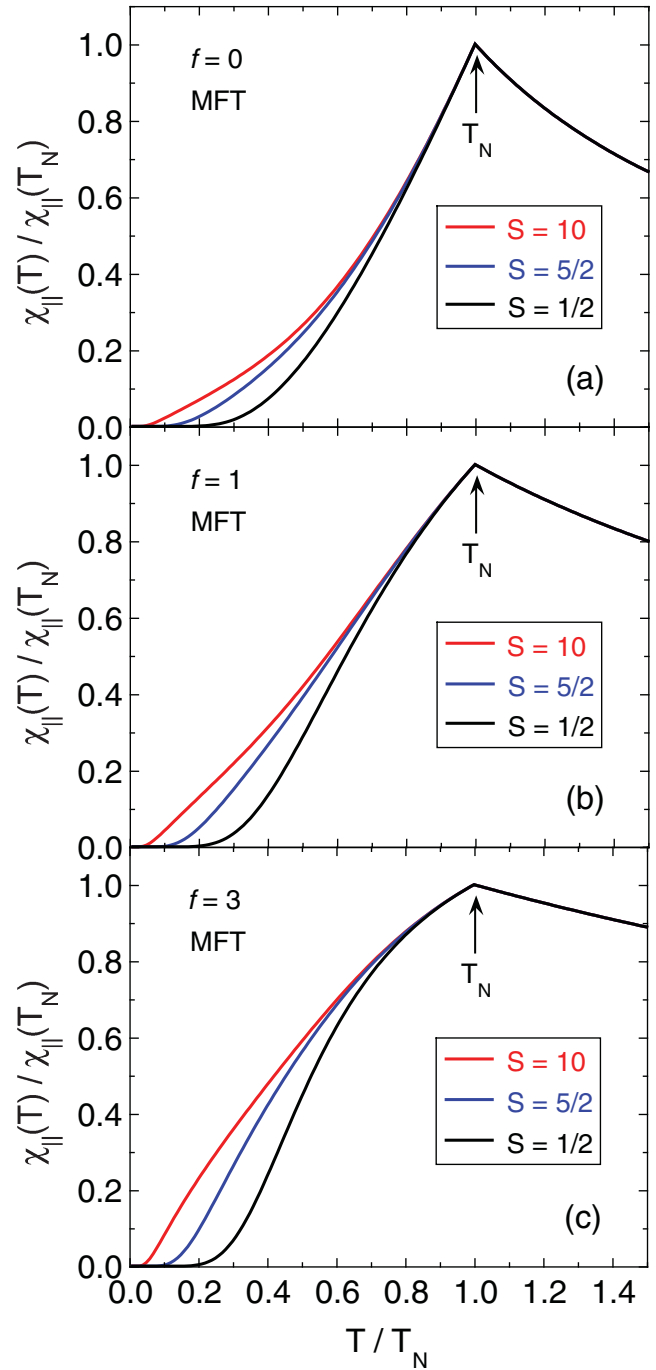 f = 0
MFT
T_N
S = 10
S = 5/2
S = 1/2
(a)
χ_||(T) / χ_||(T_N)
1.0
0.8
0.6
0.4
0.2
0.0
f = 1
MFT
T_N
S = 10
S = 5/2
S = 1/2
(b)
χ_||(T) / χ_||(T_N)
1.0
0.8
0.6
0.4
0.2
0.0
f = 3
MFT
T_N
S = 10
S = 5/2
S = 1/2
(c)
χ_||(T) / χ_||(T_N)
1.0
0.8
0.6
0.4
0.2
0.0
0.0 0.2 0.4 0.6 0.8 1.0 1.2 1.4
T / T_N